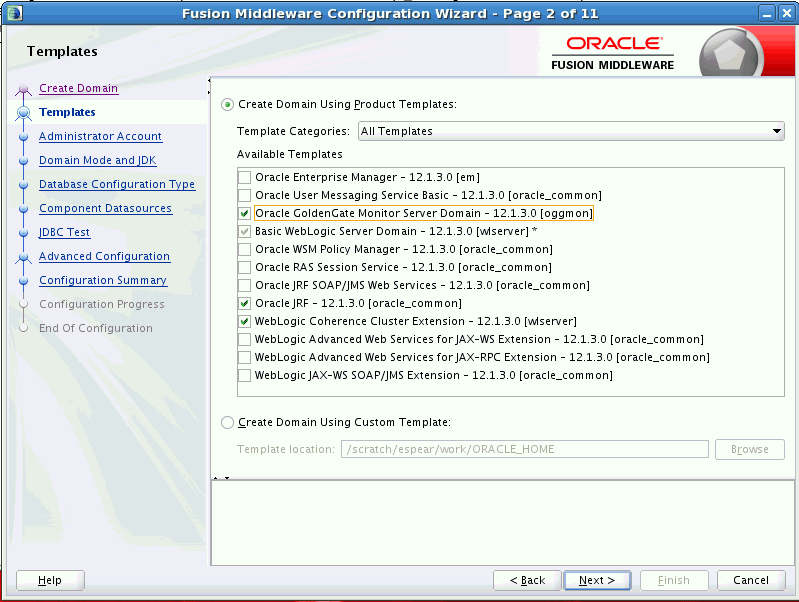 Fusion Middleware Configuration Wizard - Page 2 of 11
Templates
ORACLE
FUSION MIDDLEWARE
Create Domain
Templates
Administrator Account
Domain Mode and JDK
Database Configuration Type
Component Datasources
JDBC Test
Advanced Configuration
Configuration Summary
Configuration Progress
End Of Configuration
Create Domain Using Product Templates:
Template Categories: All Templates
Available Templates
Oracle Enterprise Manager - 12.1.3.0 [em]
Oracle User Messaging Service Basic - 12.1.3.0 [oracle_common]
Oracle GoldenGate Monitor Server Domain - 12.1.3.0 [oggmon]
Basic WebLogic Server Domain - 12.1.3.0 [wlserver] *
Oracle WSM Policy Manager - 12.1.3.0 [oracle_common]
Oracle RAS Session Service - 12.1.3.0 [oracle_common]
Oracle JRF SOAP/JMS Web Services - 12.1.3.0 [oracle_common]
Oracle JRF - 12.1.3.0 [oracle_common]
WebLogic Coherence Cluster Extension - 12.1.3.0 [wlserver]
WebLogic Advanced Web Services for JAX-WS Extension - 12.1.3.0 [oracle_common]
WebLogic Advanced Web Services for JAX-RPC Extension - 12.1.3.0 [oracle_common]
WebLogic JAX-WS SOAP/JMS Extension - 12.1.3.0 [oracle_common]
Create Domain Using Custom Template:
Template location: /scratch/espear/work/ORACLE_HOME Browse
Help < Back Next > Finish Cancel